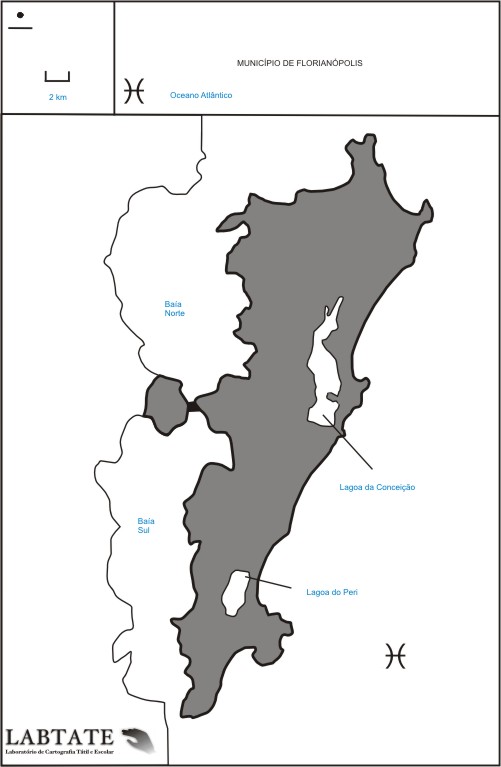 MUNICÍPIO DE FLORIANÓPOLIS
2 km
Oceano Atlântico
Baía
Norte
Lagoa da Conceição
Baía
Sul
Lagoa do Peri
LABTATE
Laboratório de Cartografia Tátil e Escolar